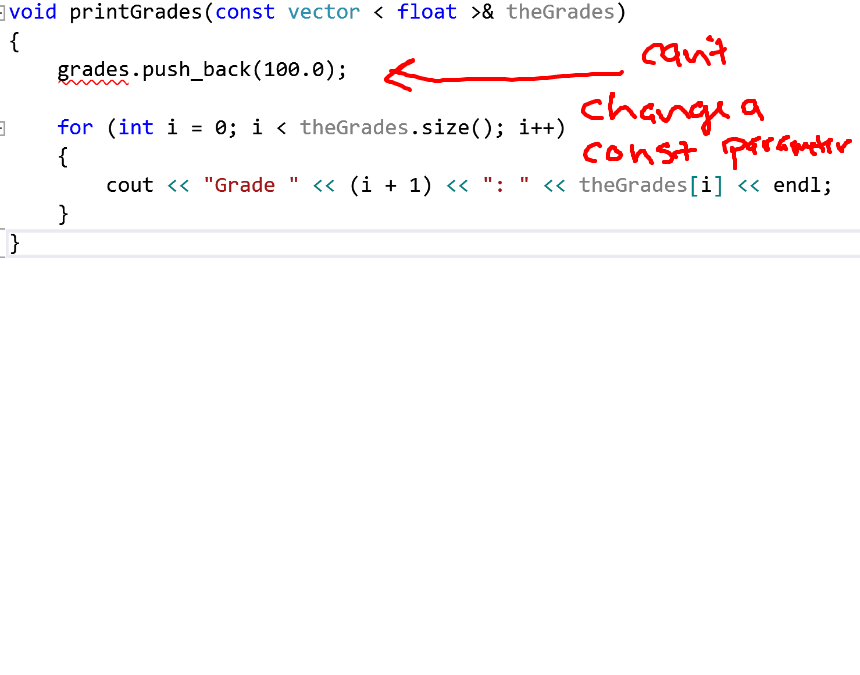 void printGrades(const vector < float >& theGrades)
{
grades.push_back(100.0);
can't
change a
for (int i = 0; i < theGrades.size(); i++)
const parameter
{
cout << "Grade " << (i + 1) << ": " << theGrades[i] << endl;
}
}